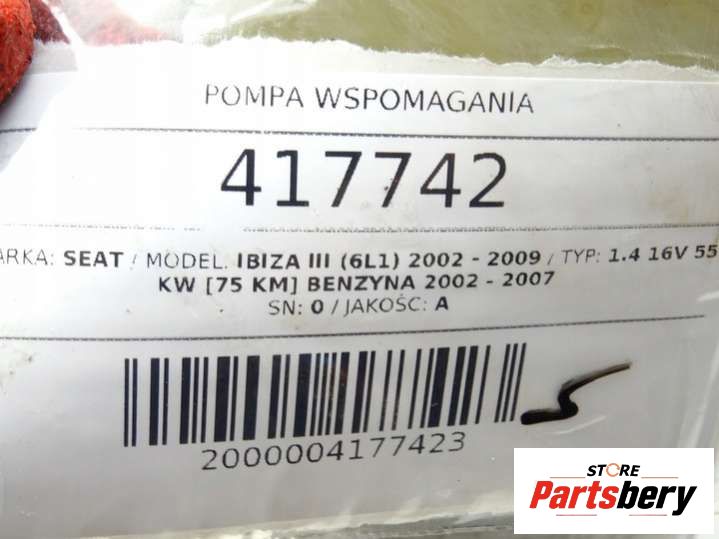 POMPA WSPOMAGANIA
417742
ARKA: SEAT / MODEL: IBIZA III (6L1) 2002 - 2009 / TYP: 1.4 16V 55
KW [75 KM] BENZYNA 2002 - 2007
SN: 0 / JAKOŚC: A
2000004177423
STORE
Partsbery